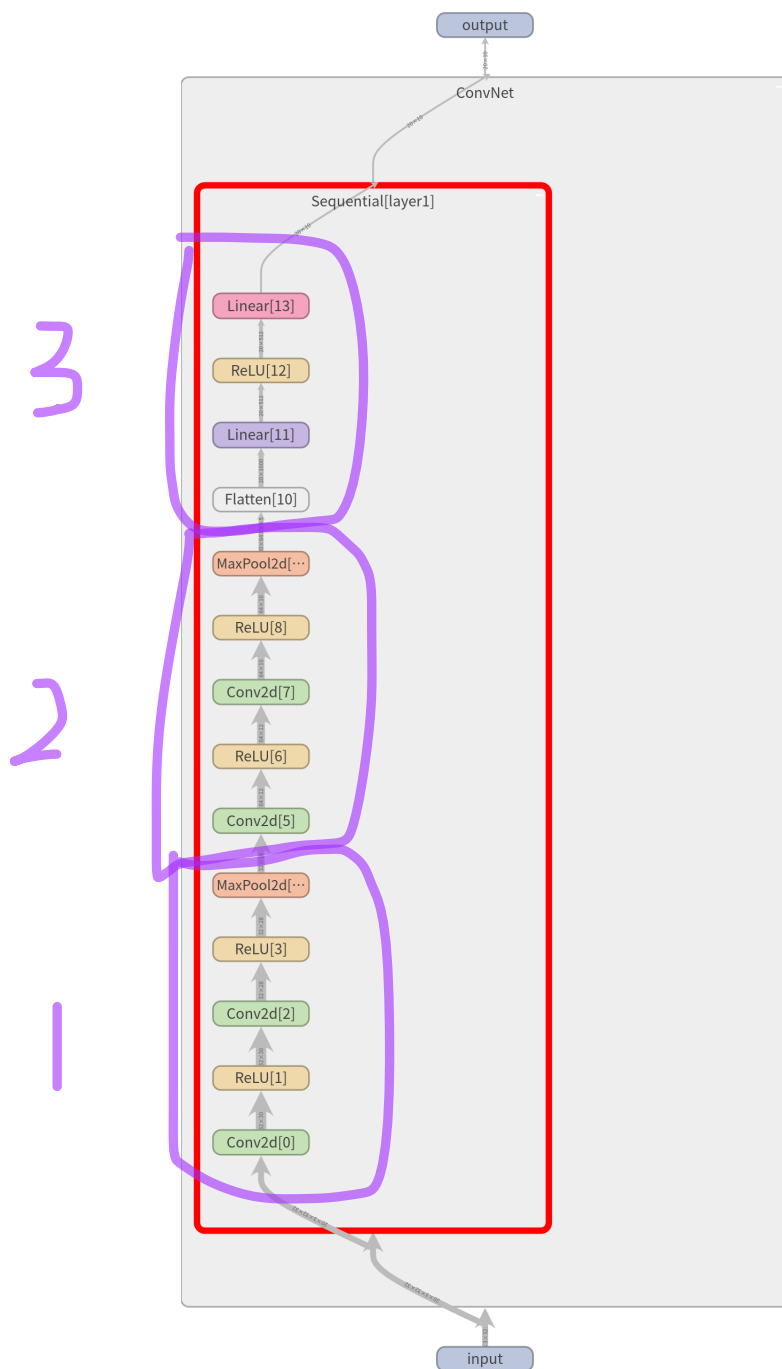 output
ConvNet
Sequential[layer1]
Linear[13]
3
ReLU[12]
Linear[11]
Flatten[10]
MaxPool2d[⋯
ReLU[8]
Conv2d[7]
2
ReLU[6]
Conv2d[5]
MaxPool2d[⋯
ReLU[3]
Conv2d[2]
1
ReLU[1]
Conv2d[0]
input